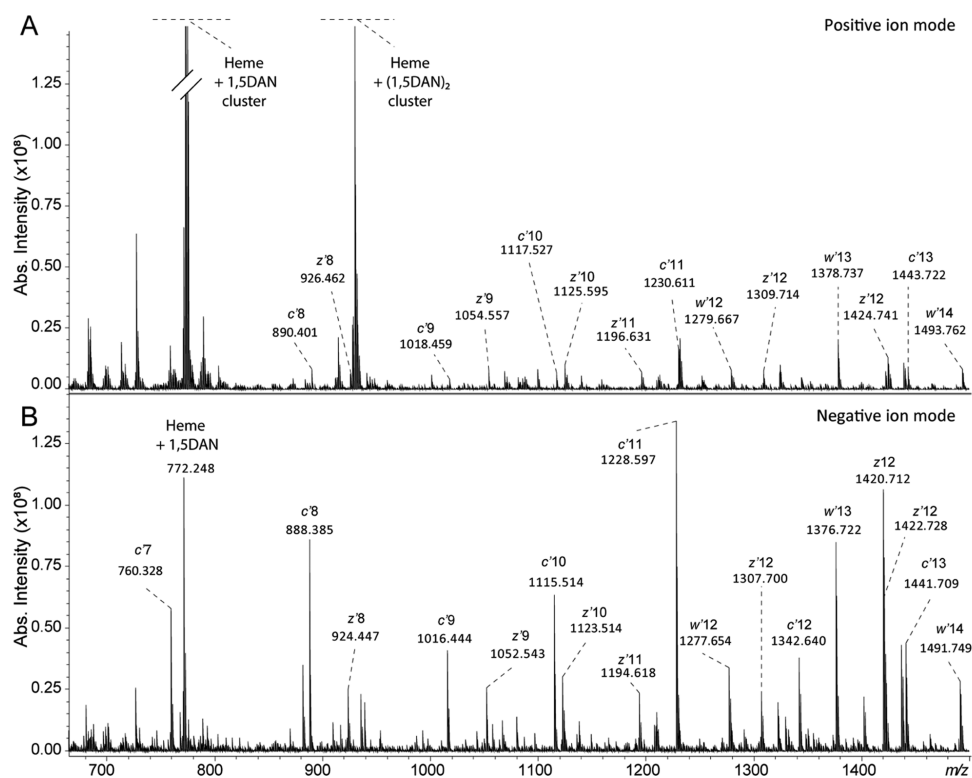 A
Positive ion mode
Abs. Intensity (x10⁸)
1.25
1.00
0.75
0.50
0.25
0.00
Heme
+ 1,5DAN
cluster
Heme
+ (1,5DAN)₂
cluster
c'8
890.401
z'8
926.462
c'9
1018.459
z'9
1054.557
c'10
1117.527
z'10
1125.595
z'11
1196.631
c'11
1230.611
w'12
1279.667
z'12
1309.714
w'13
1378.737
z'12
1424.741
c'13
1443.722
w'14
1493.762
B
Negative ion mode
Abs. Intensity (x10⁸)
1.25
1.00
0.75
0.50
0.25
0.00
c'7
760.328
Heme
+ 1,5DAN
772.248
c'8
888.385
z'8
924.447
c'9
1016.444
z'9
1052.543
c'10
1115.514
z'10
1123.514
z'11
1194.618
c'11
1228.597
w'12
1277.654
z'12
1307.700
c'12
1342.640
w'13
1376.722
z12
1420.712
z'12
1422.728
c'13
1441.709
w'14
1491.749
700 800 900 1000 1100 1200 1300 1400 m/z